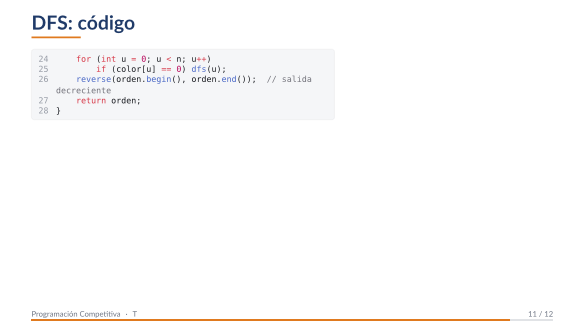 DFS: código
24 for (int u = 0; u < n; u++)
25 if (color[u] == 0) dfs(u);
26 reverse(orden.begin(), orden.end()); // salida
decreciente
27 return orden;
28 }
Programación Competitiva · T
11 / 12